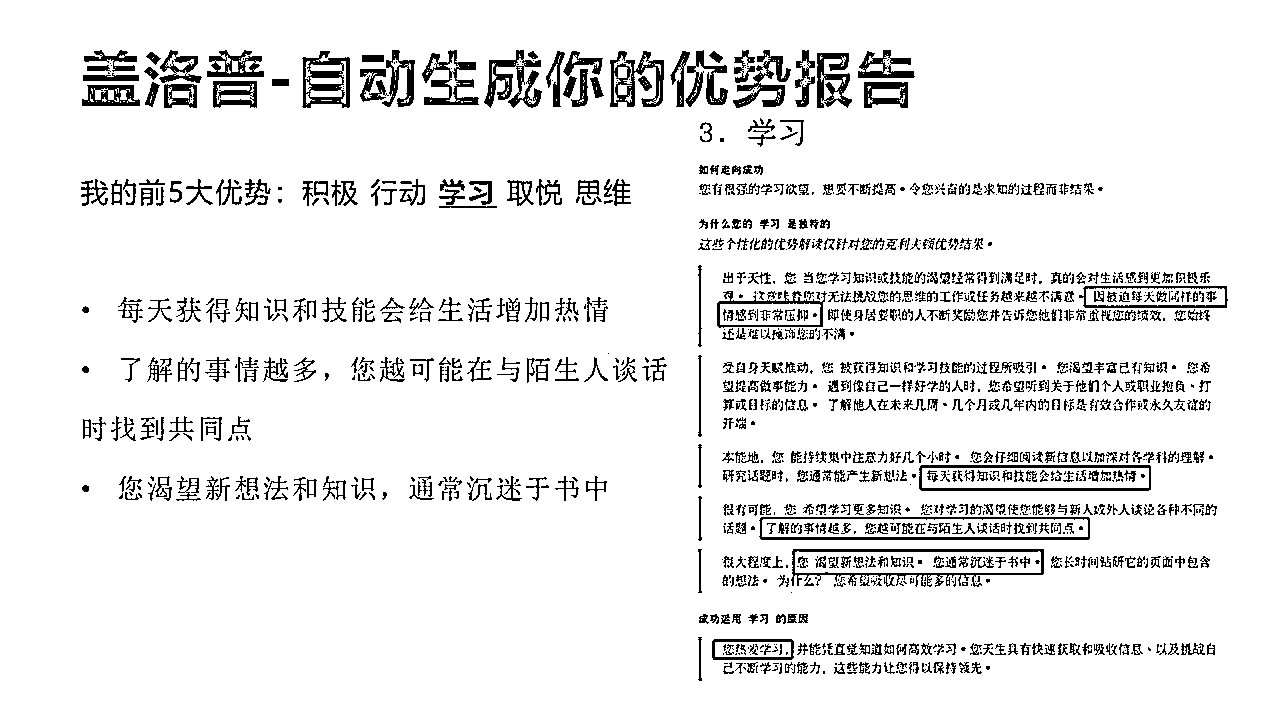 盖洛普-自动生成你的优势报告
我的前5大优势：积极 行动 学习 取悦 思维
• 每天获得知识和技能会给生活增加热情
• 了解的事情越多，您越可能在与陌生人谈话
时找到共同点
• 您渴望新想法和知识，通常沉迷于书中
3. 学习
如何走向成功
您有很强的学习欲望，想要不断提高。令您兴奋的是求知的过程而非结果。
为什么您的 学习 是独特的
这些个性化的优势解读仅针对您的克利夫顿优势结果。
出于天性，您 当您学习知识或技能的渴望经常得到满足时，真的会对生活感到更加积极乐
观。 这意味着您对无法挑战您的思维的工作或任务越来越不满意。 因被迫每天做同样的事
情感到非常压抑。 即使身居要职的人不断奖励您并告诉您他们非常重视您的绩效，您始终
还是难以掩饰您的不满。
受自身天赋推动，您 被获得知识和学习技能的过程所吸引。 您渴望丰富已有知识。 您希
望提高做事能力。 遇到像自己一样好学的人时，您希望听到关于他们个人或职业抱负、打
算或目标的信息。 了解他人在未来几周、几个月或几年内的目标是有效合作或永久友谊的
开端。
本能地，您 能持续集中注意力好几个小时。 您会仔细阅读新信息以加深对各学科的理解。
研究话题时，您通常能产生新想法。 每天获得知识和技能会给生活增加热情。
很有可能，您 希望学习更多知识。 您对学习的渴望使您能够与新人或外人谈论各种不同的
话题。 了解的事情越多，您越可能在与陌生人谈话时找到共同点。
很大程度上，您 渴望新想法和知识。 您通常沉迷于书中。 您长时间钻研它的页面中包含
的想法。 为什么？ 您希望吸收尽可能多的信息。
成功运用 学习 的原因
您热爱学习，并能凭直觉知道如何高效学习。您天生具有快速获取和吸收信息、以及挑战自
己不断学习的能力，这些能力让您得以保持领先。